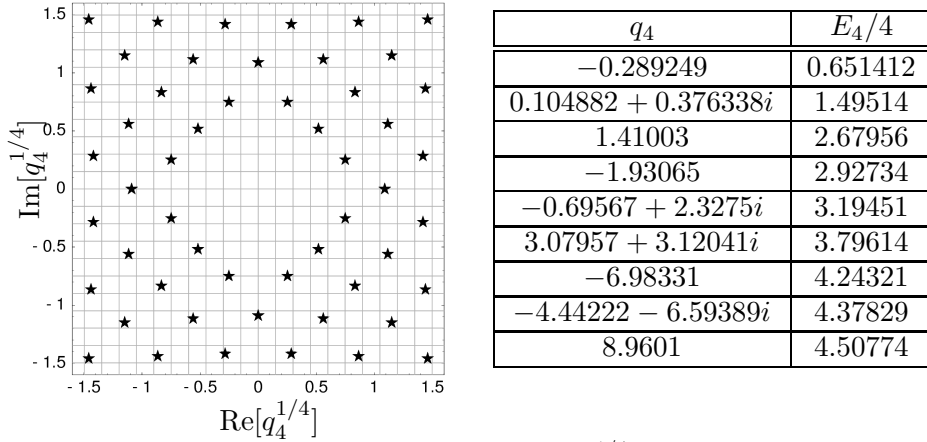 1.5
1
0.5
0
- 0.5
- 1
- 1.5
Im[q_4^{1/4}]
- 1.5 - 1 - 0.5 0 0.5 1 1.5
Re[q_4^{1/4}]
q_4 E_4/4
−0.289249 0.651412
0.104882 + 0.376338i 1.49514
1.41003 2.67956
−1.93065 2.92734
−0.69567 + 2.3275i 3.19451
3.07957 + 3.12041i 3.79614
−6.98331 4.24321
−4.44222 − 6.59389i 4.37829
8.9601 4.50774